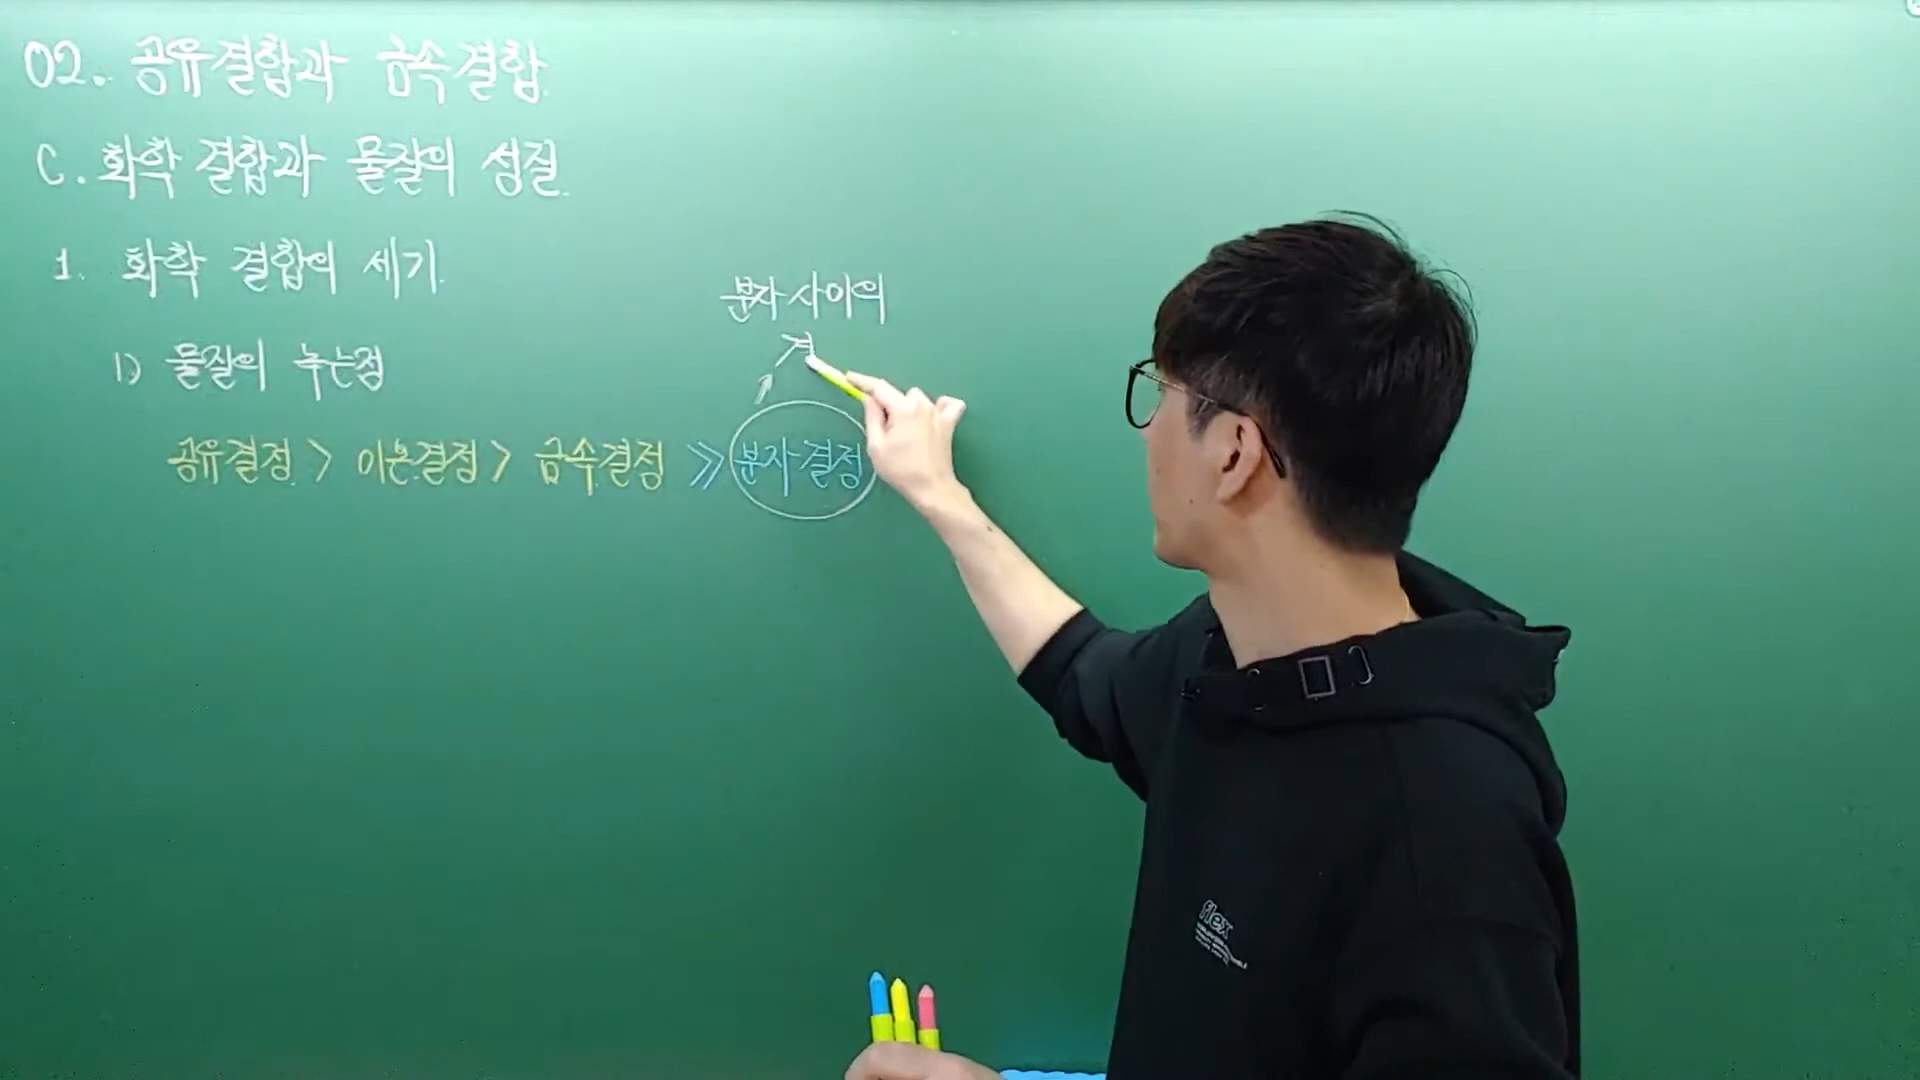 02. 공유결합과 금속결합.
C. 화학 결합과 물질의 성질.
1. 화학 결합의 세기.
분자 사이의
1) 물질의 녹는점
공유결정 > 이온결정 > 금속결정 ≫ 분자 결정
flex